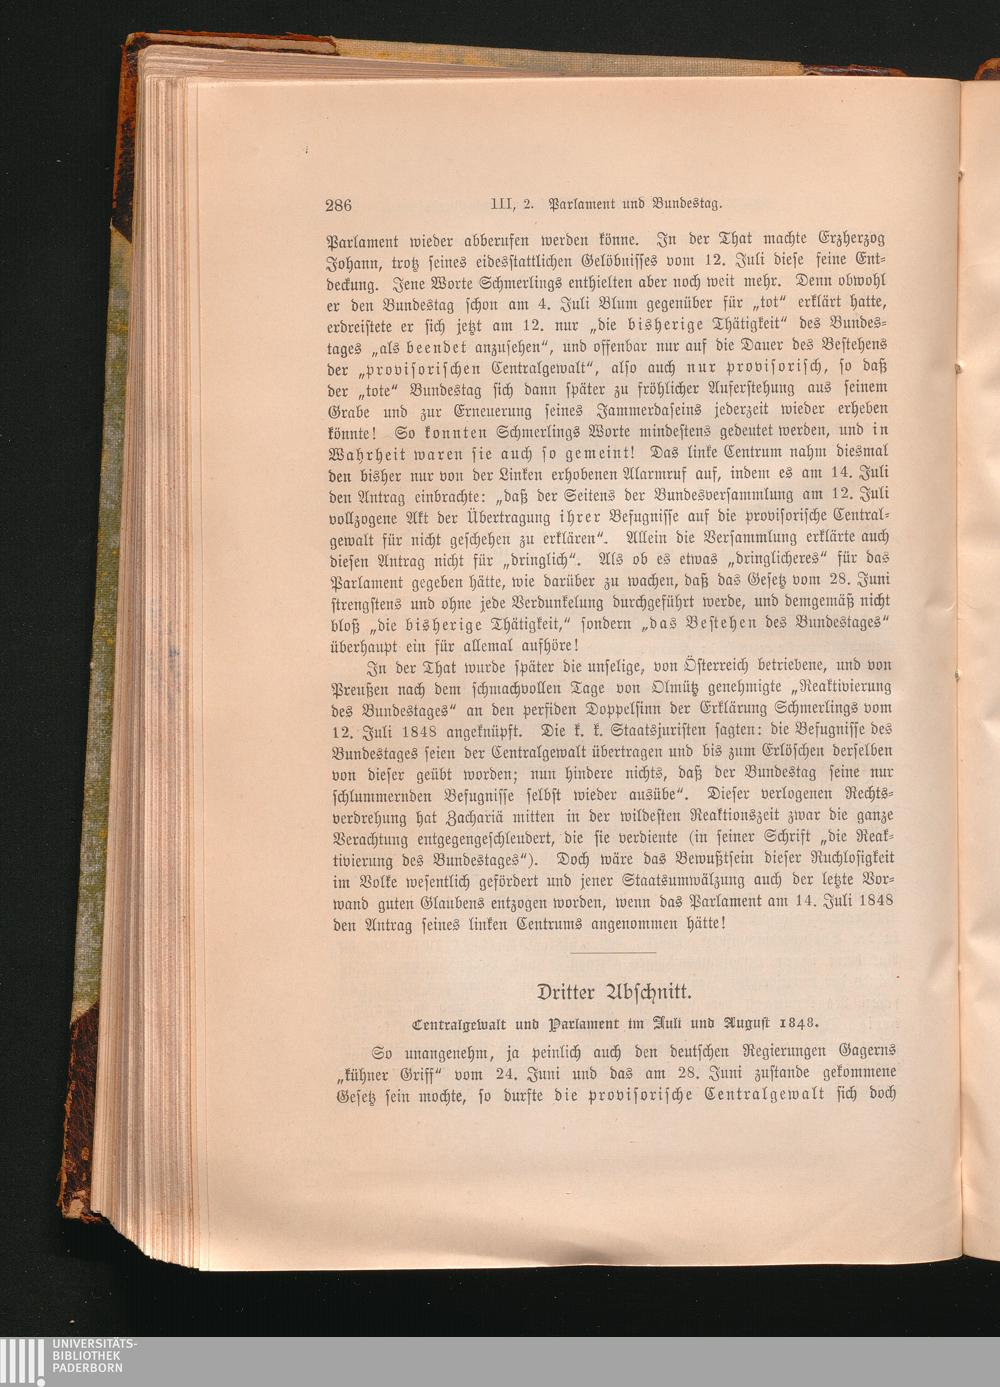 286 III, 2. Parlament und Bundestag.
Parlament wieder abberufen werden könne. In der That machte Erzherzog
Johann, trotz seines eidesstattlichen Gelöbnisses vom 12. Juli diese seine Ent-
deckung. Jene Worte Schmerlings enthielten aber noch weit mehr. Denn obwohl
er den Bundestag schon am 4. Juli Blum gegenüber für „tot“ erklärt hatte,
erdreistete er sich jetzt am 12. nur „die bisherige Thätigkeit“ des Bundes-
tages „als beendet anzusehen“, und offenbar nur auf die Dauer des Bestehens
der „provisorischen Centralgewalt“, also auch nur provisorisch, so daß
der „tote“ Bundestag sich dann später zu fröhlicher Auferstehung aus seinem
Grabe und zur Erneuerung seines Jammerdaseins jederzeit wieder erheben
könnte! So konnten Schmerlings Worte mindestens gedeutet werden, und in
Wahrheit waren sie auch so gemeint! Das linke Centrum nahm diesmal
den bisher nur von der Linken erhobenen Alarmruf auf, indem es am 14. Juli
den Antrag einbrachte: „daß der Seitens der Bundesversammlung am 12. Juli
vollzogene Akt der Übertragung ihrer Befugnisse auf die provisorische Central-
gewalt für nicht geschehen zu erklären“. Allein die Versammlung erklärte auch
diesen Antrag nicht für „dringlich“. Als ob es etwas „dringlicheres“ für das
Parlament gegeben hätte, wie darüber zu wachen, daß das Gesetz vom 28. Juni
strengstens und ohne jede Verdunkelung durchgeführt werde, und demgemäß nicht
bloß „die bisherige Thätigkeit,“ sondern „das Bestehen des Bundestages“
überhaupt ein für allemal aufhöre!
In der That wurde später die unselige, von Österreich betriebene, und von
Preußen nach dem schmachvollen Tage von Olmütz genehmigte „Reaktivierung
des Bundestages“ an den perfiden Doppelsinn der Erklärung Schmerlings vom
12. Juli 1848 angeknüpft. Die k. k. Staatsjuristen sagten: die Befugnisse des
Bundestages seien der Centralgewalt übertragen und bis zum Erlöschen derselben
von dieser geübt worden; nun hindere nichts, daß der Bundestag seine nur
schlummernden Befugnisse selbst wieder ausübe“. Dieser verlogenen Rechts-
verdrehung hat Zachariä mitten in der wildesten Reaktionszeit zwar die ganze
Verachtung entgegengeschleudert, die sie verdiente (in seiner Schrift „die Reak-
tivierung des Bundestages“). Doch wäre das Bewußtsein dieser Ruchlosigkeit
im Volke wesentlich gefördert und jener Staatsumwälzung auch der letzte Vor-
wand guten Glaubens entzogen worden, wenn das Parlament am 14. Juli 1848
den Antrag seines linken Centrums angenommen hätte!
Dritter Abschnitt.
Centralgewalt und Parlament im Juli und August 1848.
So unangenehm, ja peinlich auch den deutschen Regierungen Gagerns
„kühner Griff“ vom 24. Juni und das am 28. Juni zustande gekommene
Gesetz sein mochte, so durfte die provisorische Centralgewalt sich doch
UNIVERSITÄTS-
BIBLIOTHEK
PADERBORN